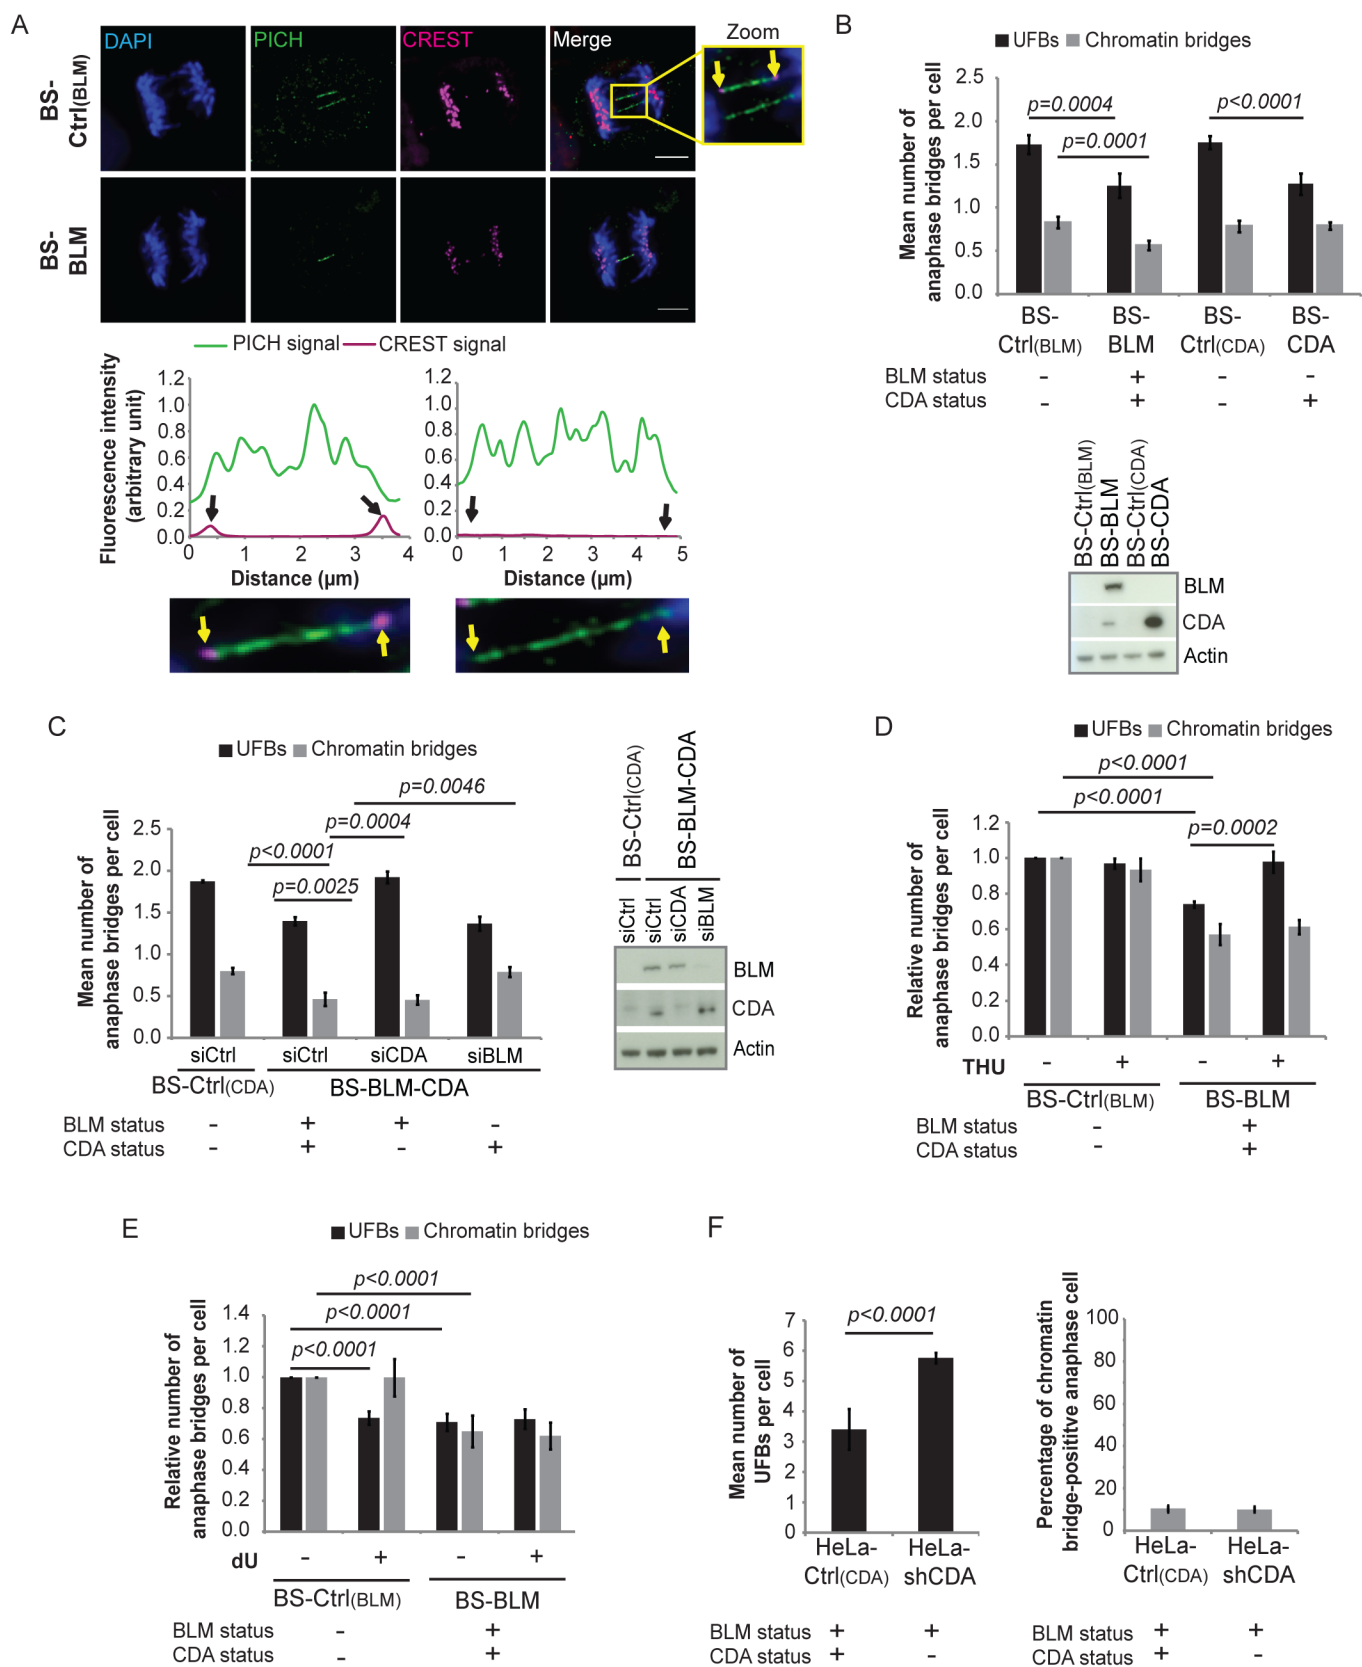 A
DAPI
PICH
CREST
Merge
Zoom
BS-
Ctrl(BLM)
BS-
BLM
PICH signal
CREST signal
Fluorescence intensity
(arbitrary unit)
1.2
1.0
0.8
0.6
0.4
0.2
0.0
0 1 2 3 4
Distance (µm)
1.2
1.0
0.8
0.6
0.4
0.2
0.0
0 1 2 3 4 5
Distance (µm)
B
UFBs
Chromatin bridges
Mean number of
anaphase bridges per cell
2.5
2.0
1.5
1.0
0.5
0.0
p=0.0004
p<0.0001
p=0.0001
BS-
Ctrl(BLM)
BS-
BLM
BS-
Ctrl(CDA)
BS-
CDA
BLM status - + - -
CDA status - + - +
BS-Ctrl(BLM)
BS-BLM
BS-Ctrl(CDA)
BS-CDA
BLM
CDA
Actin
C
UFBs
Chromatin bridges
Mean number of
anaphase bridges per cell
2.5
2.0
1.5
1.0
0.5
0.0
p=0.0046
p=0.0004
p<0.0001
p=0.0025
siCtrl siCtrl siCDA siBLM
BS-Ctrl(CDA) BS-BLM-CDA
BLM status - + + -
CDA status - + - +
BS-Ctrl(CDA)
BS-BLM-CDA
siCtrl
siCtrl
siCDA
siBLM
BLM
CDA
Actin
D
UFBs
Chromatin bridges
Relative number of
anaphase bridges per cell
1.2
1.0
0.8
0.6
0.4
0.2
0.0
p<0.0001
p<0.0001
p=0.0002
THU - + - +
BS-Ctrl(BLM) BS-BLM
BLM status - +
CDA status - +
E
UFBs
Chromatin bridges
Relative number of
anaphase bridges per cell
1.4
1.2
1.0
0.8
0.6
0.4
0.2
0.0
p<0.0001
p<0.0001
p<0.0001
dU - + - +
BS-Ctrl(BLM) BS-BLM
BLM status - +
CDA status - +
F
Mean number of
UFBs per cell
7
6
5
4
3
2
1
0
p<0.0001
HeLa-
Ctrl(CDA)
HeLa-
shCDA
BLM status + +
CDA status + -
Percentage of chromatin
bridge-positive anaphase cell
100
80
60
40
20
0
HeLa-
Ctrl(CDA)
HeLa-
shCDA
BLM status + +
CDA status + -